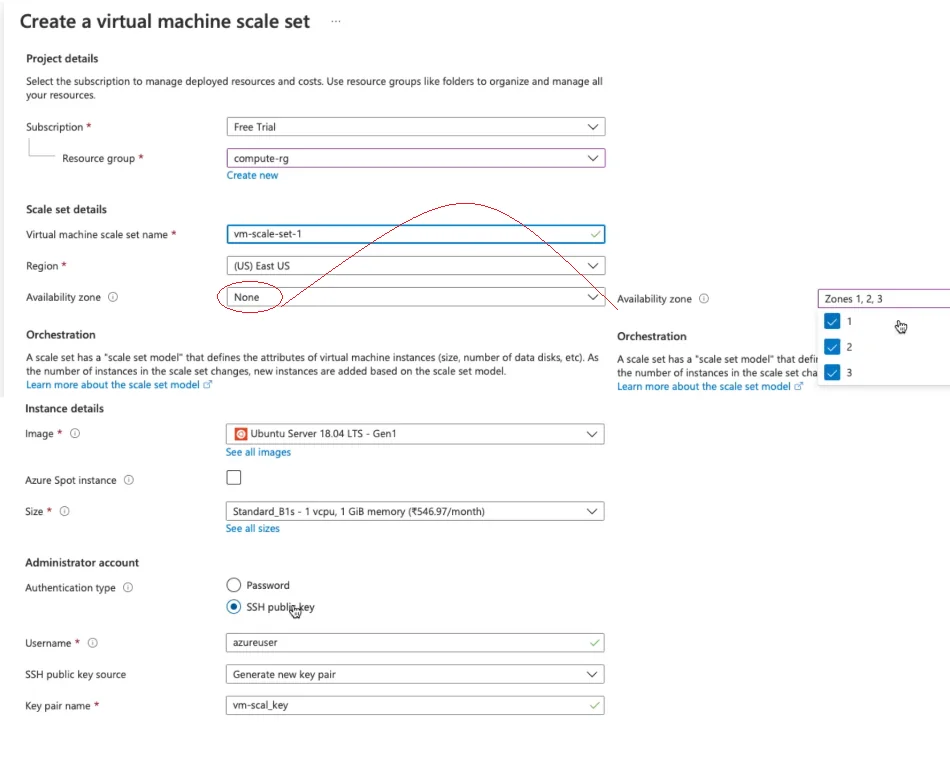 Create a virtual machine scale set ...
Project details
Select the subscription to manage deployed resources and costs. Use resource groups like folders to organize and manage all
your resources.
Subscription *
Free Trial
Resource group *
compute-rg
Create new
Scale set details
Virtual machine scale set name *
vm-scale-set-1
Region *
(US) East US
Availability zone
None
Availability zone
Zones 1, 2, 3
1
2
3
Orchestration
A scale set has a "scale set model" that defines the attributes of virtual machine instances (size, number of data disks, etc). As
the number of instances in the scale set changes, new instances are added based on the scale set model.
Learn more about the scale set model
Orchestration
A scale set has a "scale set model" that defi
the number of instances in the scale set cha
Learn more about the scale set model
Instance details
Image *
Ubuntu Server 18.04 LTS - Gen1
See all images
Azure Spot instance
Size *
Standard_B1s - 1 vcpu, 1 GiB memory (₹546.97/month)
See all sizes
Administrator account
Authentication type
Password
SSH public key
Username *
azureuser
SSH public key source
Generate new key pair
Key pair name *
vm-scal_key